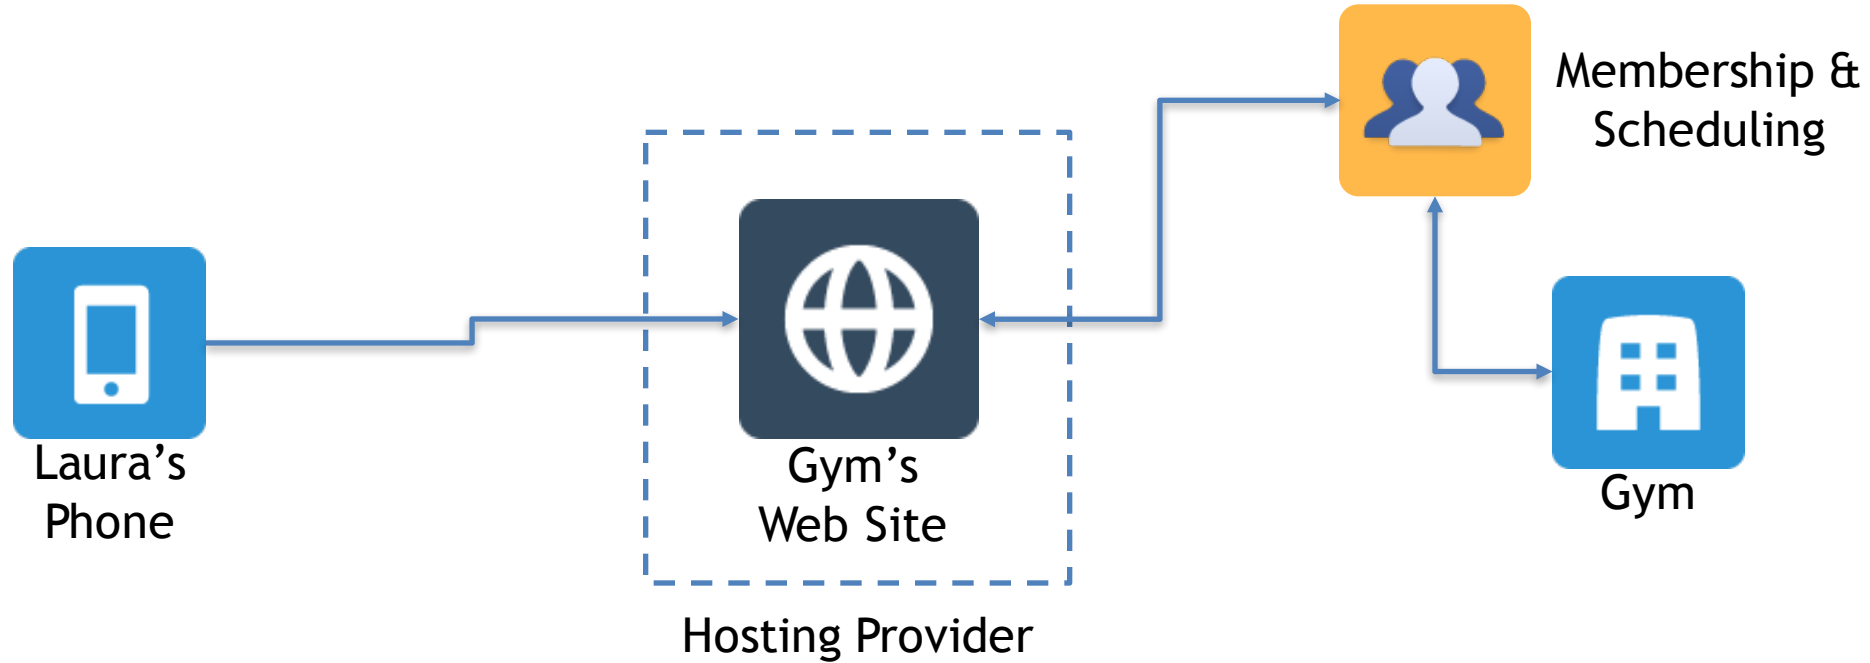 Membership &
Scheduling
Laura’s
Phone
Gym’s
Web Site
Gym
Hosting Provider